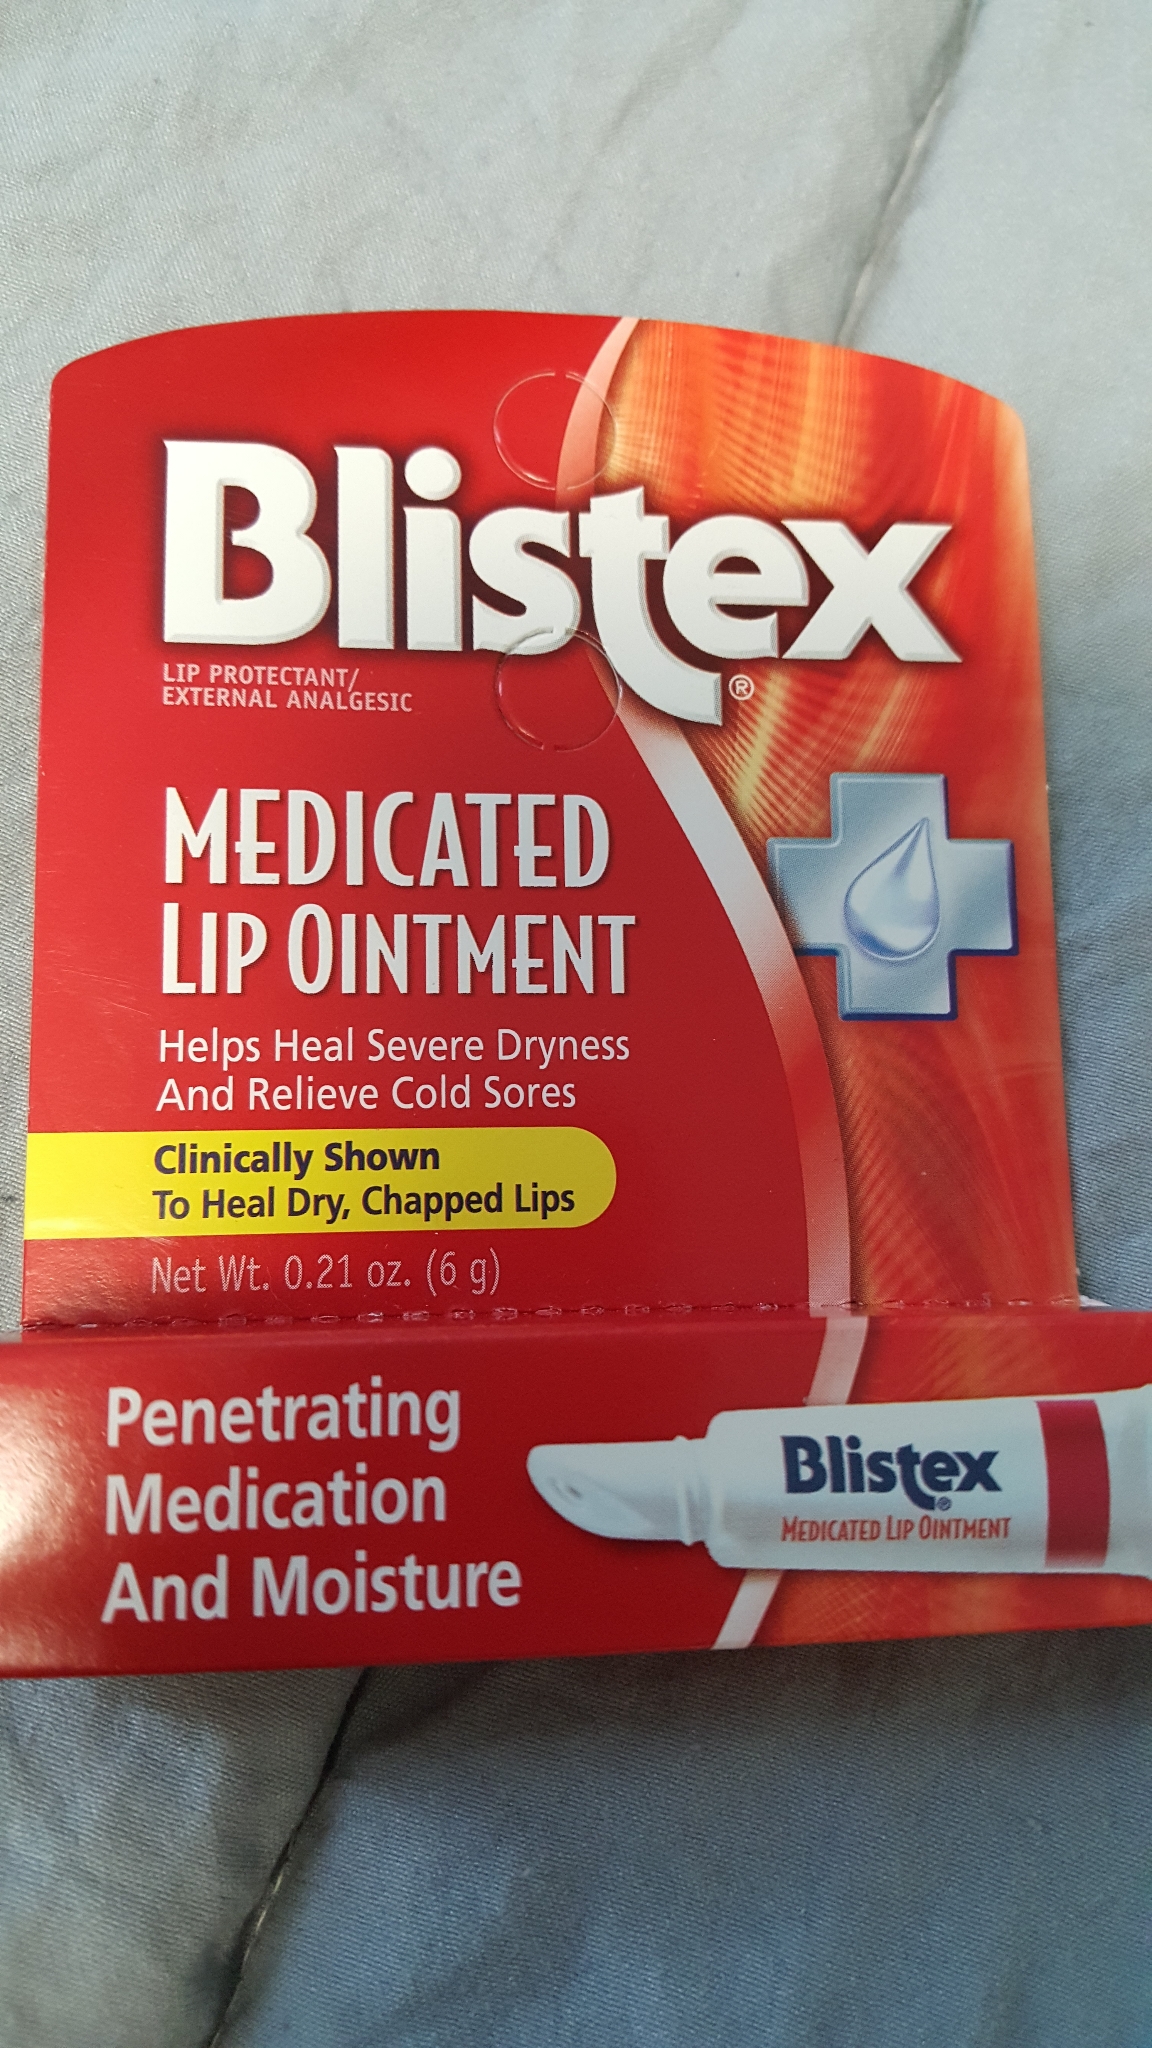 Blistex®
LIP PROTECTANT/
EXTERNAL ANALGESIC
MEDICATED
LIP OINTMENT
Helps Heal Severe Dryness
And Relieve Cold Sores
Clinically Shown
To Heal Dry, Chapped Lips
Net Wt. 0.21 oz. (6 g)
Penetrating
Medication
And Moisture
Blistex®
MEDICATED LIP OINTMENT